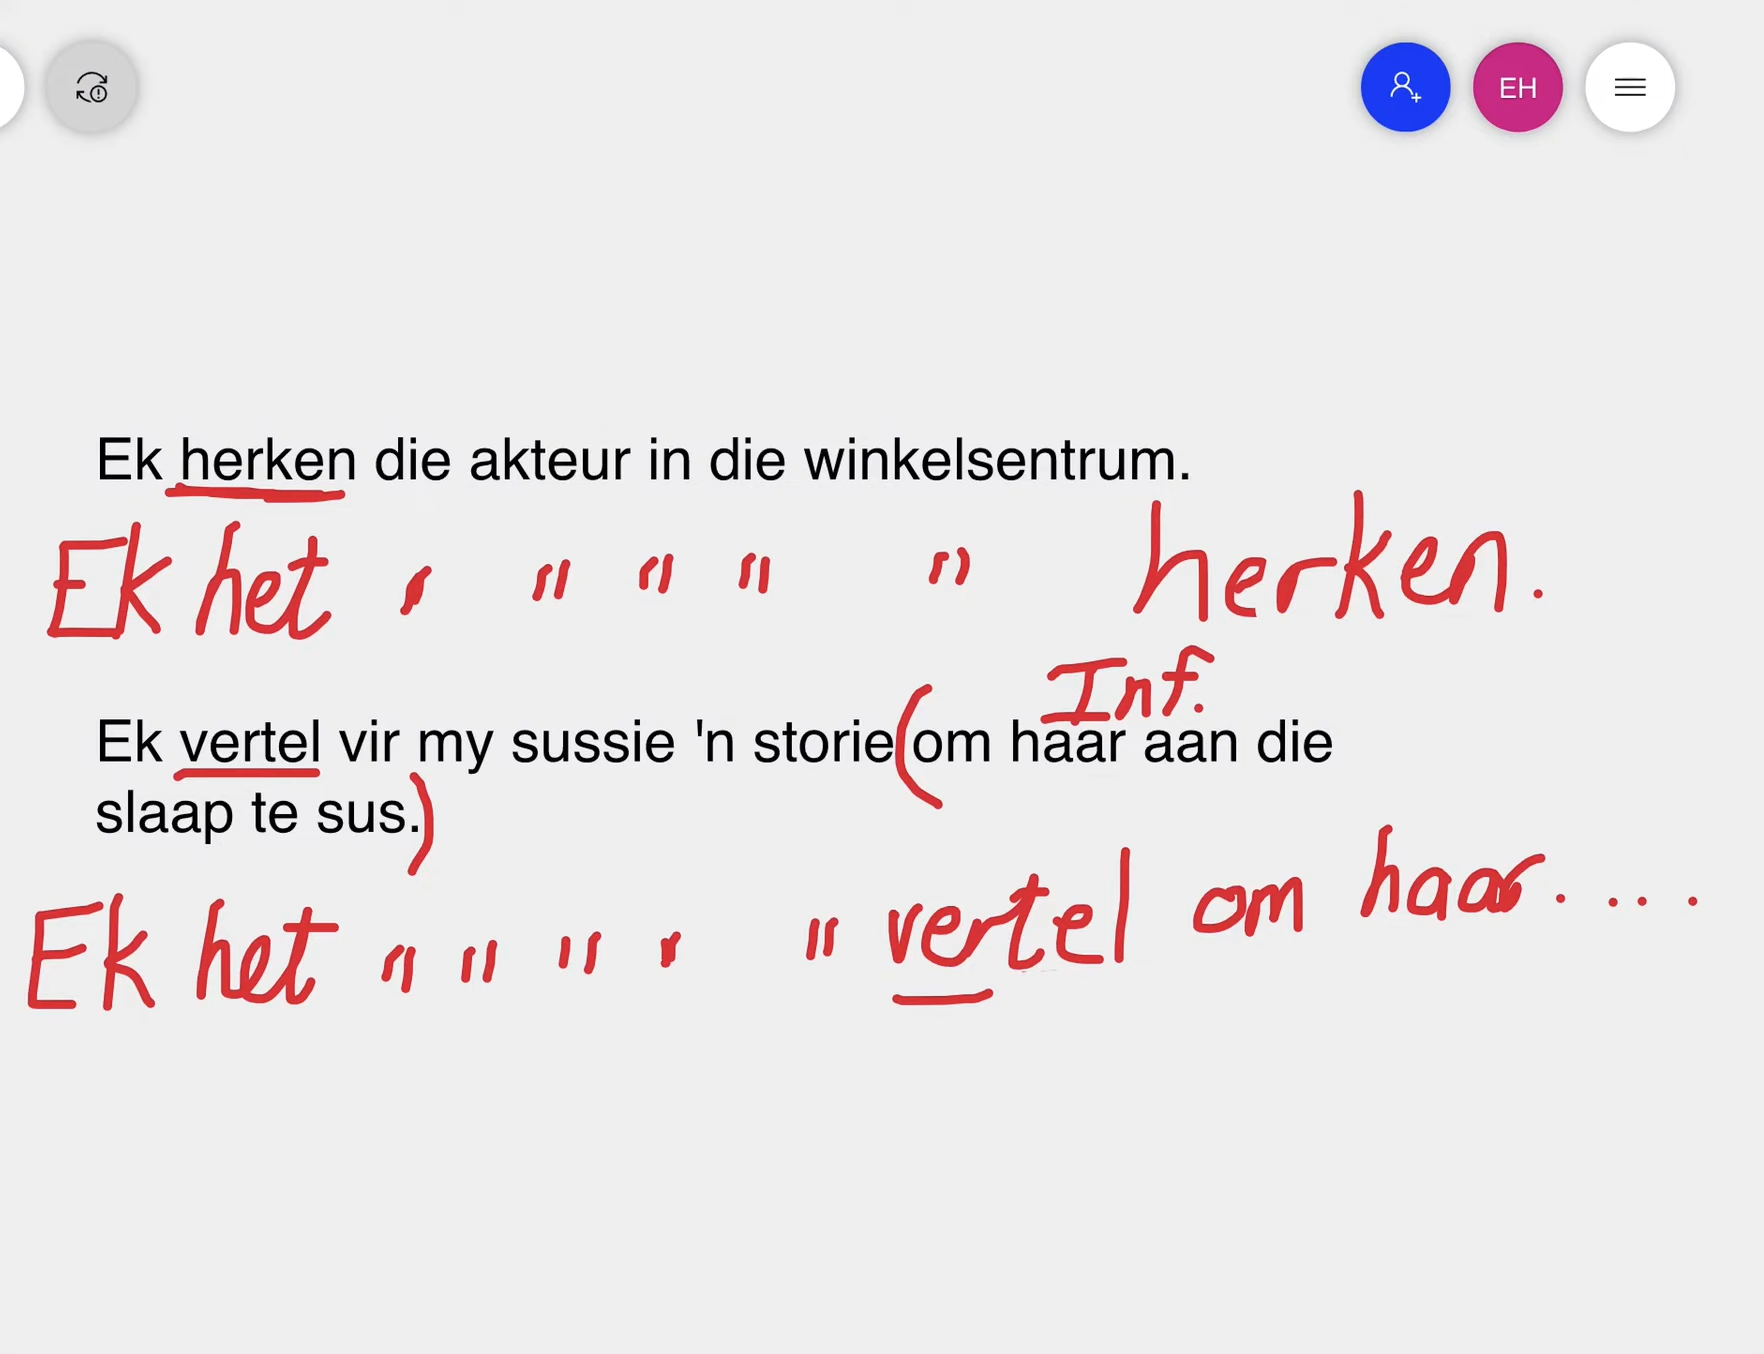 EH
Ek herken die akteur in die winkelsentrum.
Ek het " " " " " herken.
Inf.
Ek vertel vir my sussie 'n storie (om haar aan die
slaap te sus.)
Ek het " " " " " vertel om haar....